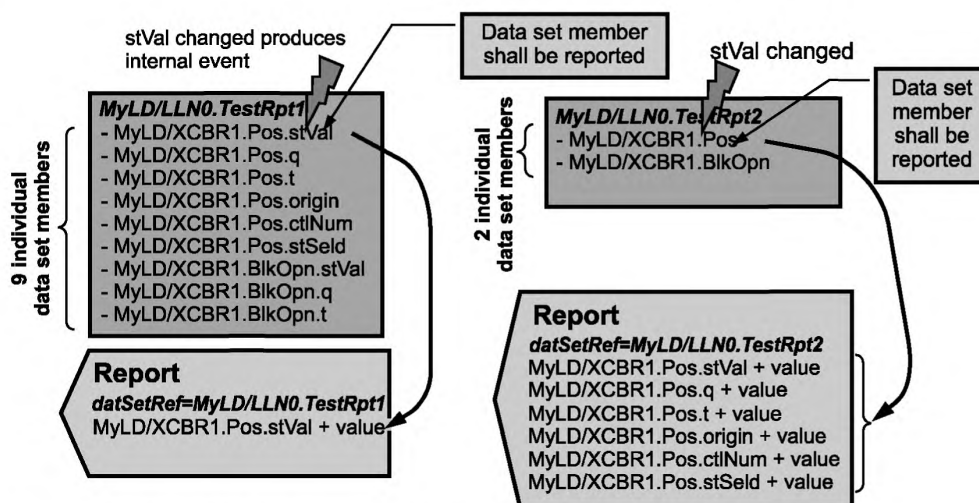 stVal changed produces
internal event
Data set member
shall be reported
MyLD/LLN0.TestRpt1
- MyLD/XCBR1.Pos.stVal
- MyLD/XCBR1.Pos.q
- MyLD/XCBR1.Pos.t
- MyLD/XCBR1.Pos.origin
- MyLD/XCBR1.Pos.ctlNum
- MyLD/XCBR1.Pos.stSeld
- MyLD/XCBR1.BlkOpn.stVal
- MyLD/XCBR1.BlkOpn.q
- MyLD/XCBR1.BlkOpn.t
9 individual
data set members
Report
datSetRef=MyLD/LLN0.TestRpt1
MyLD/XCBR1.Pos.stVal + value
stVal changed
Data set
member
shall be
reported
MyLD/LLN0.TestRpt2
- MyLD/XCBR1.Pos
- MyLD/XCBR1.BlkOpn
2 individual
data set members
Report
datSetRef=MyLD/LLN0.TestRpt2
MyLD/XCBR1.Pos.stVal + value
MyLD/XCBR1.Pos.q + value
MyLD/XCBR1.Pos.t + value
MyLD/XCBR1.Pos.origin + value
MyLD/XCBR1.Pos.ctlNum + value
MyLD/XCBR1.Pos.stSeld + value